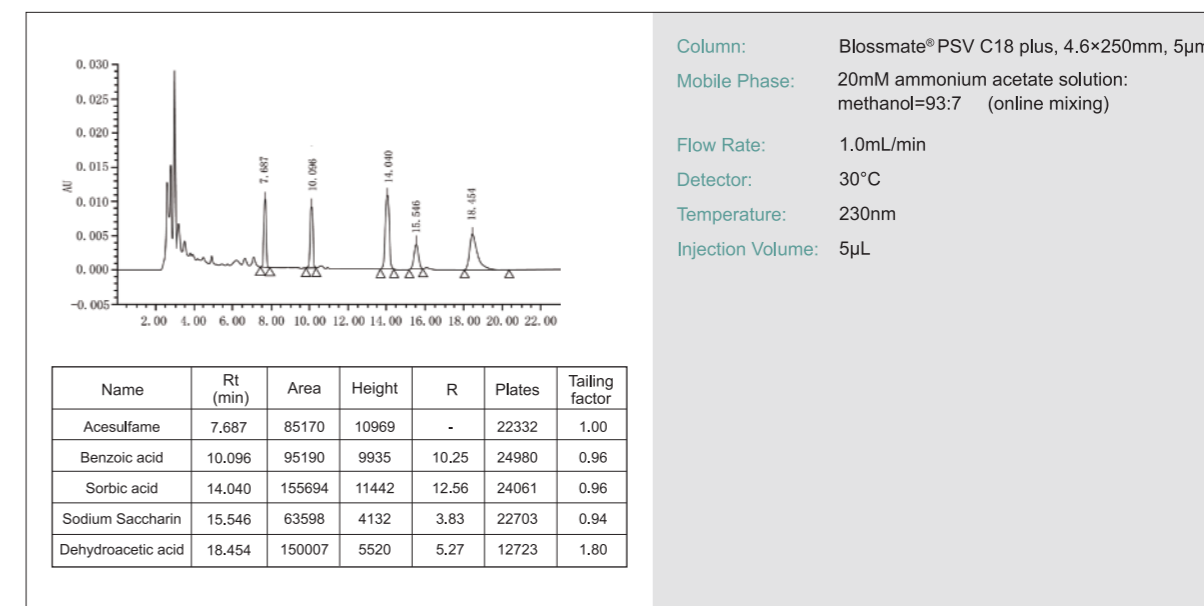 0.030
0.025
0.020
0.015
0.010
0.005
0.000
-0.005
AU
7.687
10.096
14.040
15.546
18.454
2.00 4.00 6.00 8.00 10.00 12.00 14.00 16.00 18.00 20.00 22.00
Name Rt (min) Area Height R Plates Tailing factor
Acesulfame 7.687 85170 10969 - 22332 1.00
Benzoic acid 10.096 95190 9935 10.25 24980 0.96
Sorbic acid 14.040 155694 11442 12.56 24061 0.96
Sodium Saccharin 15.546 63598 4132 3.83 22703 0.94
Dehydroacetic acid 18.454 150007 5520 5.27 12723 1.80
Column: Blossmate® PSV C18 plus, 4.6×250mm, 5μm
Mobile Phase: 20mM ammonium acetate solution:
methanol=93:7 (online mixing)
Flow Rate: 1.0mL/min
Detector: 30°C
Temperature: 230nm
Injection Volume: 5μL